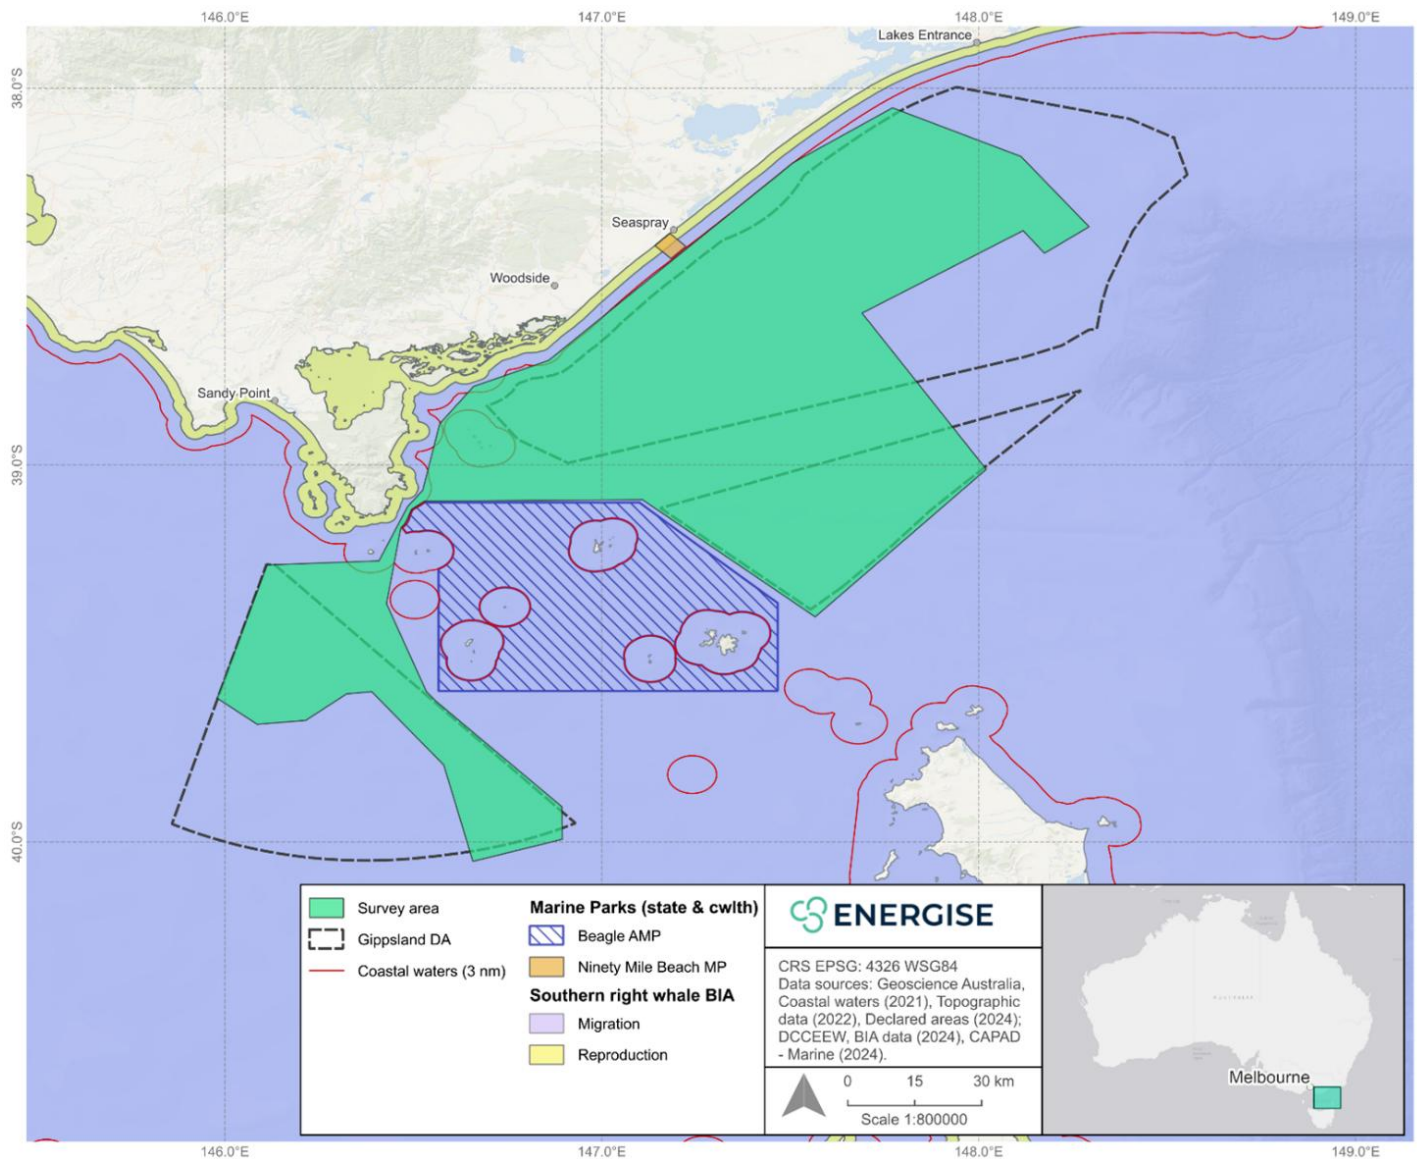 146.0°E
147.0°E
148.0°E
149.0°E
Lakes Entrance
38.0°S
Seaspray
Woodside
Sandy Point
39.0°S
40.0°S
Survey area
Gippsland DA
Coastal waters (3 nm)
Marine Parks (state & cwlth)
Beagle AMP
Ninety Mile Beach MP
Southern right whale BIA
Migration
Reproduction
ENERGISE
CRS EPSG: 4326 WSG84
Data sources: Geoscience Australia,
Coastal waters (2021), Topographic
data (2022), Declared areas (2024);
DCCEEW, BIA data (2024), CAPAD
- Marine (2024).
0 15 30 km
Scale 1:800000
Melbourne
146.0°E
147.0°E
148.0°E
149.0°E